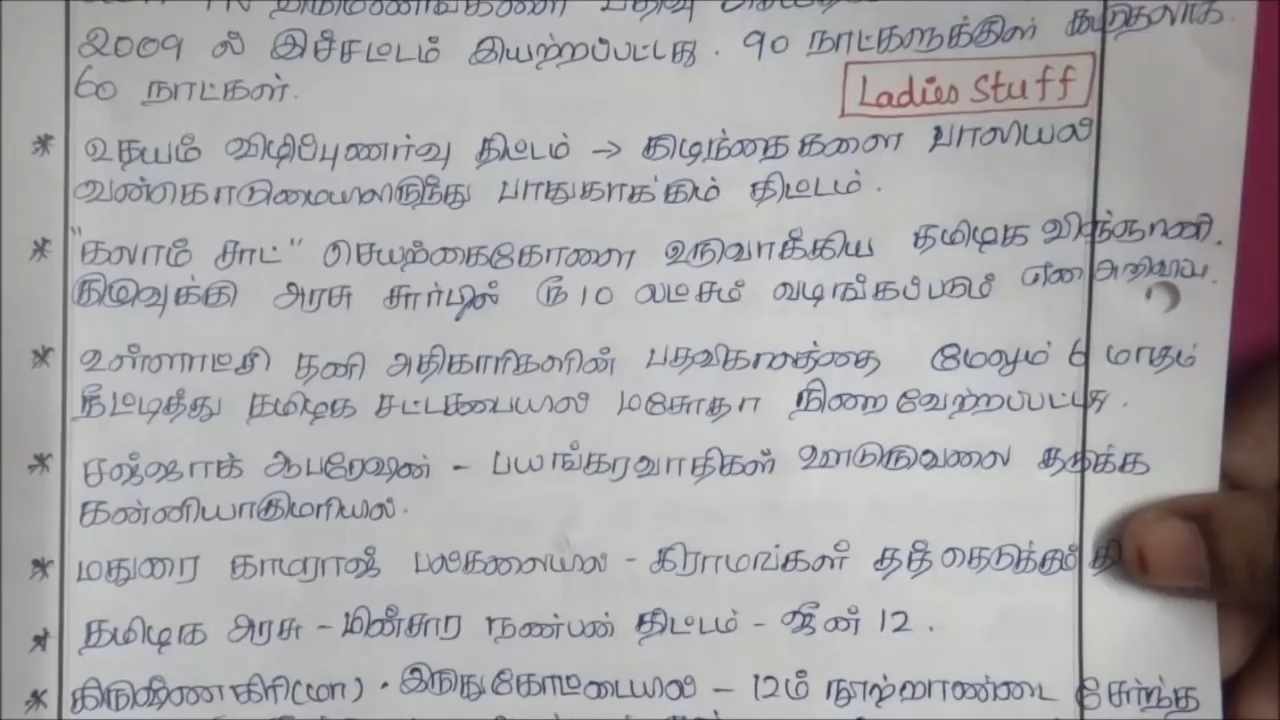 2009 ல் இச்சட்டம் இயற்றப்பட்டது. 90 நாட்களுக்குள்
60 நாட்கள்.
Ladies Stuff
* உதயம் விழிப்புணர்வு திட்டம் → குழந்தைகளை பாலியல்
வன்கொடுமையிலிருந்து பாதுகாக்கும் திட்டம்.
* "கலாம் சாட்" செயற்கைகோளை உருவாக்கிய தமிழக விஞ்ஞானி.
குழுவுக்கு அரசு சார்பில் ரூ 10 லட்சம் வழங்கப்படும் என அறிவிப்பு.
* உள்ளாட்சி தனி அதிகாரிகளின் பதவிகாலத்தை மேலும் 6 மாதம்
நீட்டித்து தமிழக சட்டசபையில் மசோதா நிறைவேற்றப்பட்டது.
* சஜ்ஜாக் ஆபரேஷன் - பயங்கரவாதிகள் ஊடுருவலை தடுக்க
கன்னியாகுமரியில்.
* மதுரை காமராஜ் பல்கலையில் - கிராமங்கள் தத்தெடுக்கும் தி
* தமிழக அரசு - மின்சார நண்பன் திட்டம் - ஜூன் 12.
* கிருஷ்ணகிரி(மா). இருதுகோட்டையில் - 12ம் நூற்றாண்டை சேர்ந்த